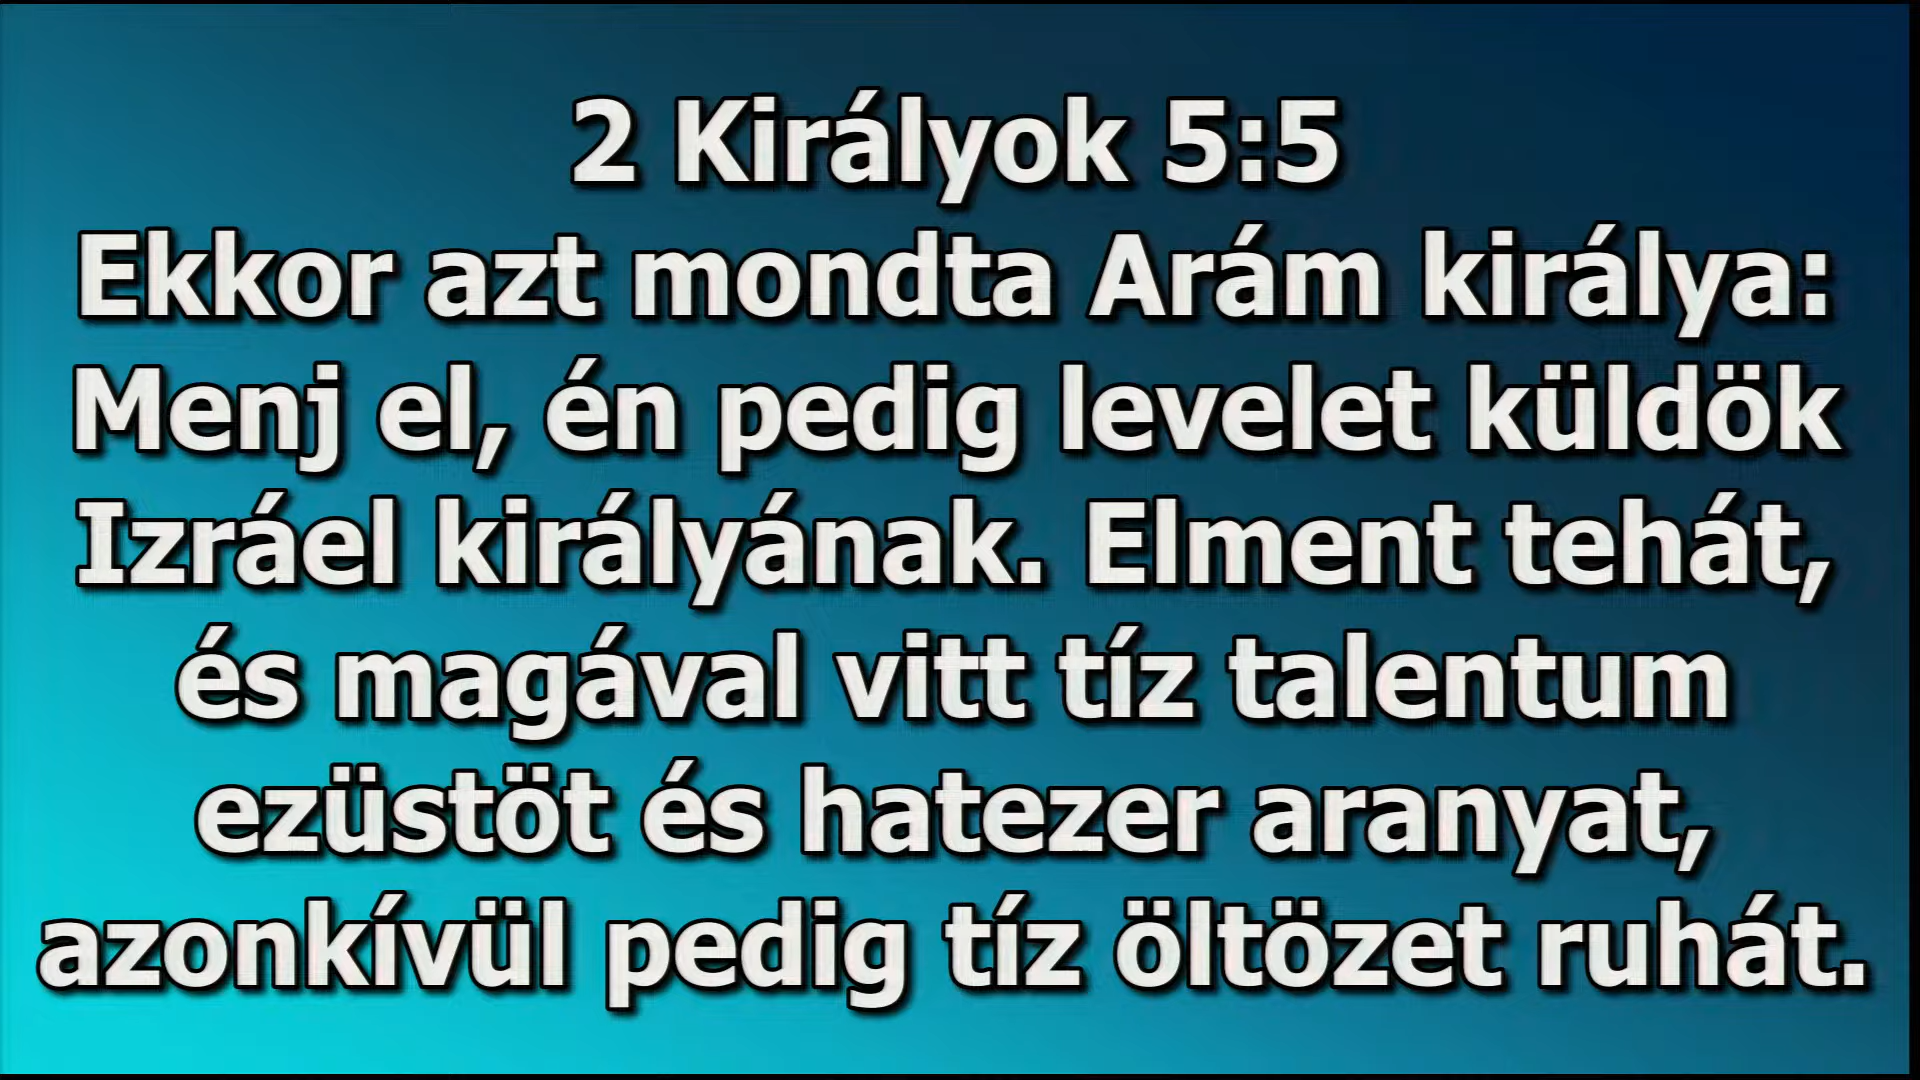 2 Királyok 5:5
Ekkor azt mondta Arám királya:
Menj el, én pedig levelet küldök
Izráel királyának. Elment tehát,
és magával vitt tíz talentum
ezüstöt és hatezer aranyat,
azonkívül pedig tíz öltözet ruhát.